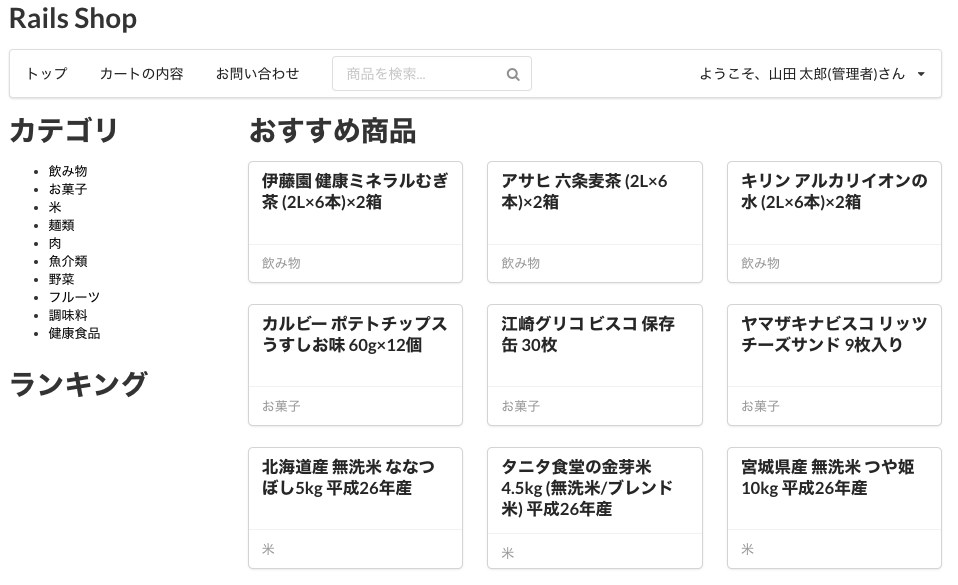 Rails Shop
トップ カートの内容 お問い合わせ 商品を検索... ようこそ、山田 太郎(管理者)さん
カテゴリ
飲み物
お菓子
米
麺類
肉
魚介類
野菜
フルーツ
調味料
健康食品
ランキング
おすすめ商品
伊藤園 健康ミネラルむぎ
茶 (2L×6本)×2箱
飲み物
アサヒ 六条麦茶 (2L×6
本)×2箱
飲み物
キリン アルカリイオンの
水 (2L×6本)×2箱
飲み物
カルビー ポテトチップス
うすしお味 60g×12個
お菓子
江崎グリコ ビスコ 保存
缶 30枚
お菓子
ヤマザキナビスコ リッツ
チーズサンド 9枚入り
お菓子
北海道産 無洗米 ななつ
ぼし5kg 平成26年産
米
タニタ食堂の金芽米
4.5kg (無洗米/ブレンド
米) 平成26年産
米
宮城県産 無洗米 つや姫
10kg 平成26年産
米